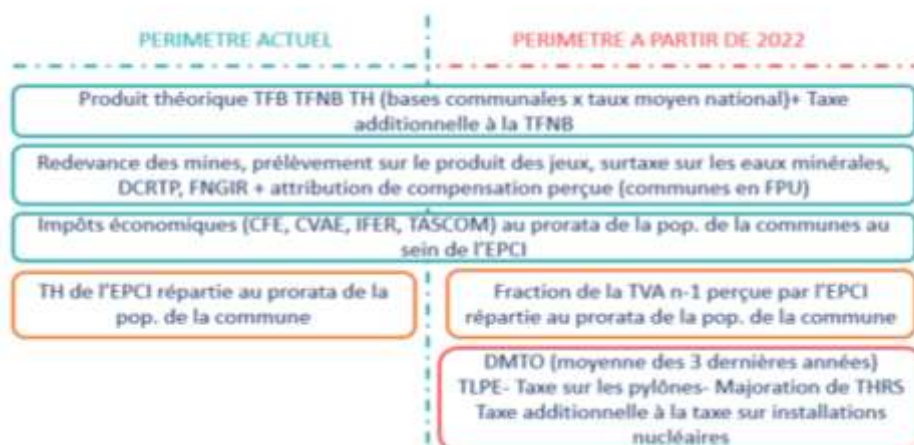 PERIMETRE ACTUEL
PERIMETRE A PARTIR DE 2022
Produit théorique TFB TFNB TH (bases communales x taux moyen national)+ Taxe
additionnelle à la TFNB
Redevance des mines, prélèvement sur le produit des jeux, surtaxe sur les eaux minérales,
DCRTP, FNGIR + attribution de compensation perçue (communes en FPU)
Impôts économiques (CFE, CVAE, IFER, TASCOM) au prorata de la pop. de la communes au
sein de l'EPCI
TH de l'EPCI répartie au prorata de la
pop. de la commune
Fraction de la TVA n-1 perçue par l'EPCI
répartie au prorata de la pop. de la commune
DMTO (moyenne des 3 dernières années)
TLPE- Taxe sur les pylônes- Majoration de THRS
Taxe additionnelle à la taxe sur installations
nucléaires